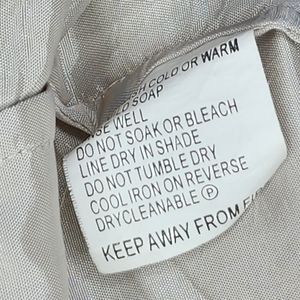 COLD OR WARM
SOAP
WELL
DO NOT SOAK OR BLEACH
LINE DRY IN SHADE
DO NOT TUMBLE DRY
COOL IRON ON REVERSE
DRYCLEANABLE Ⓟ
KEEP AWAY FROM